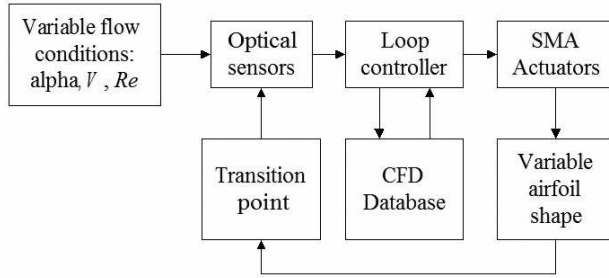 Variable flow
conditions:
alpha, V , Re
Optical
sensors
Loop
controller
SMA
Actuators
Transition
point
CFD
Database
Variable
airfoil
shape